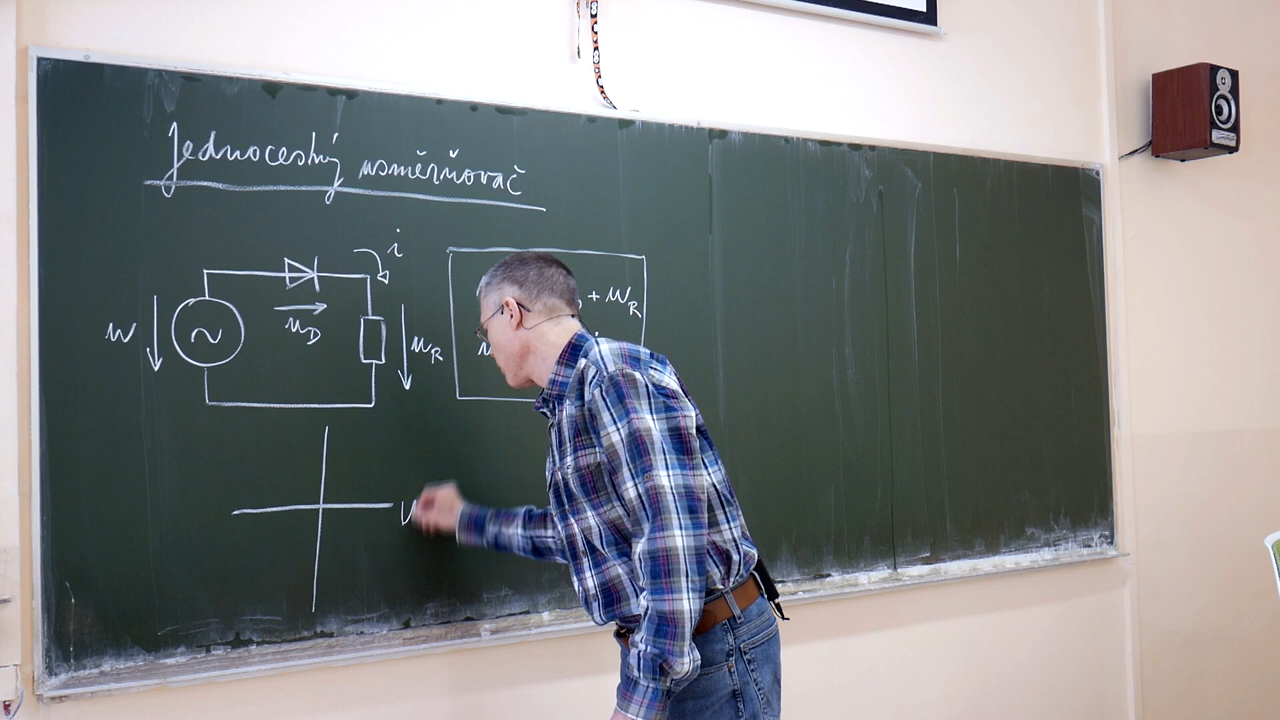 Jednocestný usměrňovač
i
u
~
u_D
u_R
+ u_R